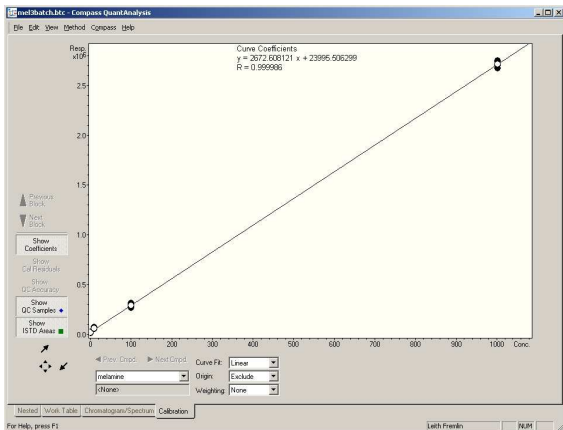 mel3batch.btc - Compass QuantAnalysis
File Edit View Method Compass Help
Resp.
x10⁶
Curve Coefficients
y = 2672.608121 x + 23995.506299
R = 0.999986
2.5
2.0
1.5
1.0
0.5
0.0
0 100 200 300 400 500 600 700 800 900 1000 Conc.
Previous
Block
Next
Block
Show
Coefficients
Show
Cal Residuals
Show
QC Accuracy
Show
QC Samples
Show
ISTD Areas
Prev. Cmpd. Next Cmpd.
melamine
<None>
Curve Fit: Linear
Origin: Exclude
Weighting: None
Nested Work Table Chromatogram/Spectrum Calibration
For Help, press F1 Leith Fremlin NUM